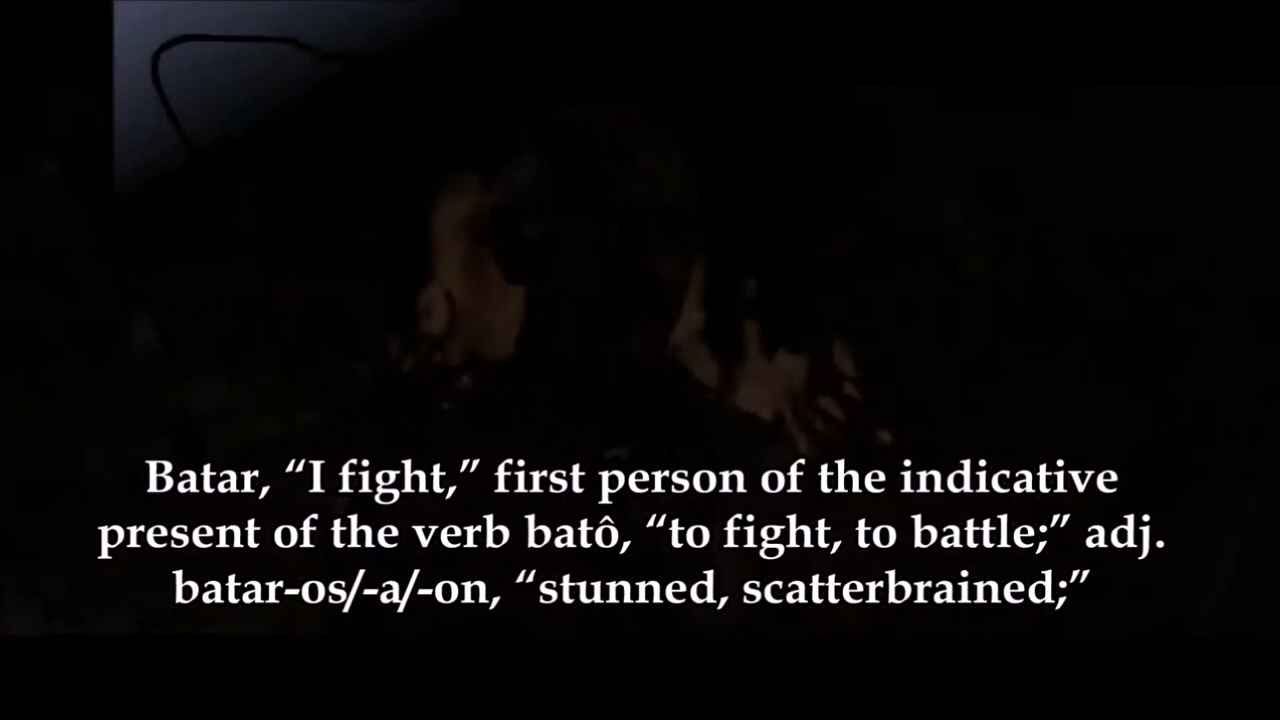 Batar, “I fight,” first person of the indicative
present of the verb batô, “to fight, to battle;” adj.
batar-os/-a/-on, “stunned, scatterbrained;”